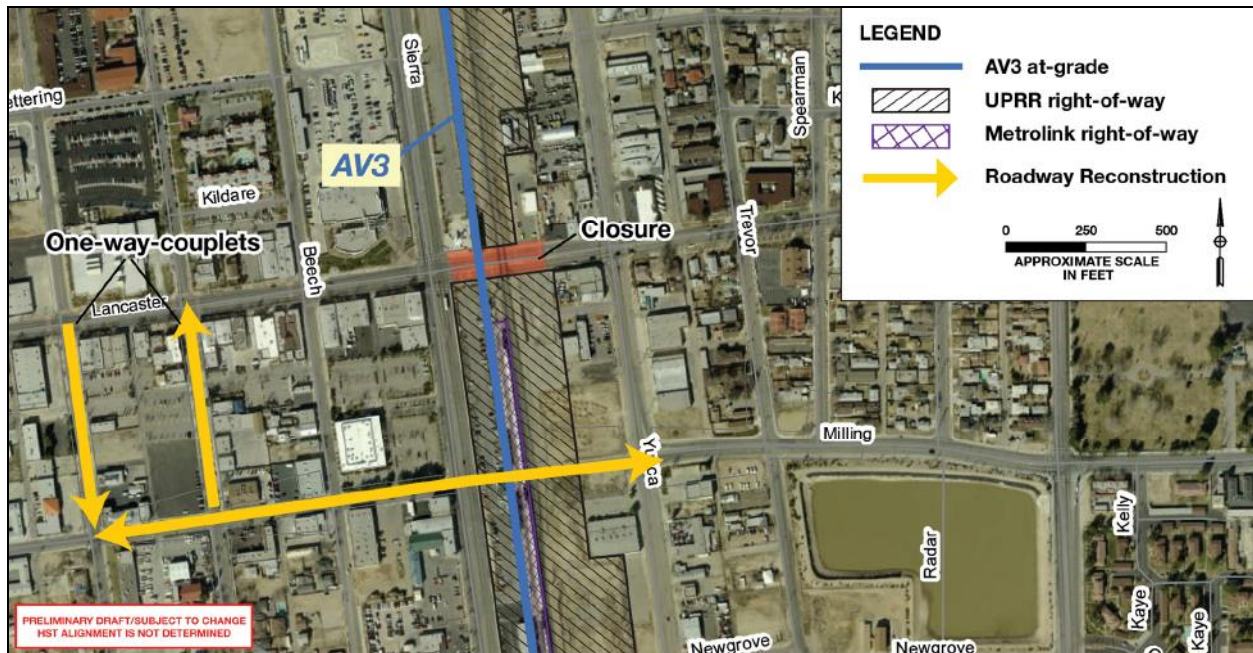 LEGEND
AV3 at-grade
UPRR right-of-way
Metrolink right-of-way
Roadway Reconstruction
0 250 500
APPROXIMATE SCALE
IN FEET
Sierra
Spearman
K
ettering
AV3
Kildare
Trevor
One-way-couplets
Beech
Closure
Lancaster
Milling
Kelly
Radar
Kaye
Kaye
PRELIMINARY DRAFT/SUBJECT TO CHANGE
HST ALIGNMENT IS NOT DETERMINED
Newgrove
Newgrove